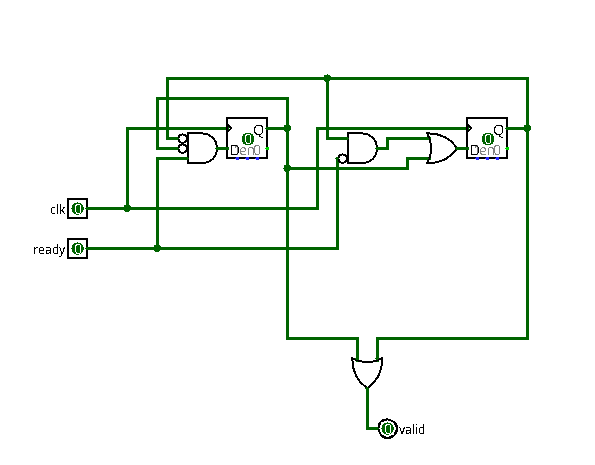 Q
0
D en 0
Q
0
D en 0
clk 0
ready 0
0 valid